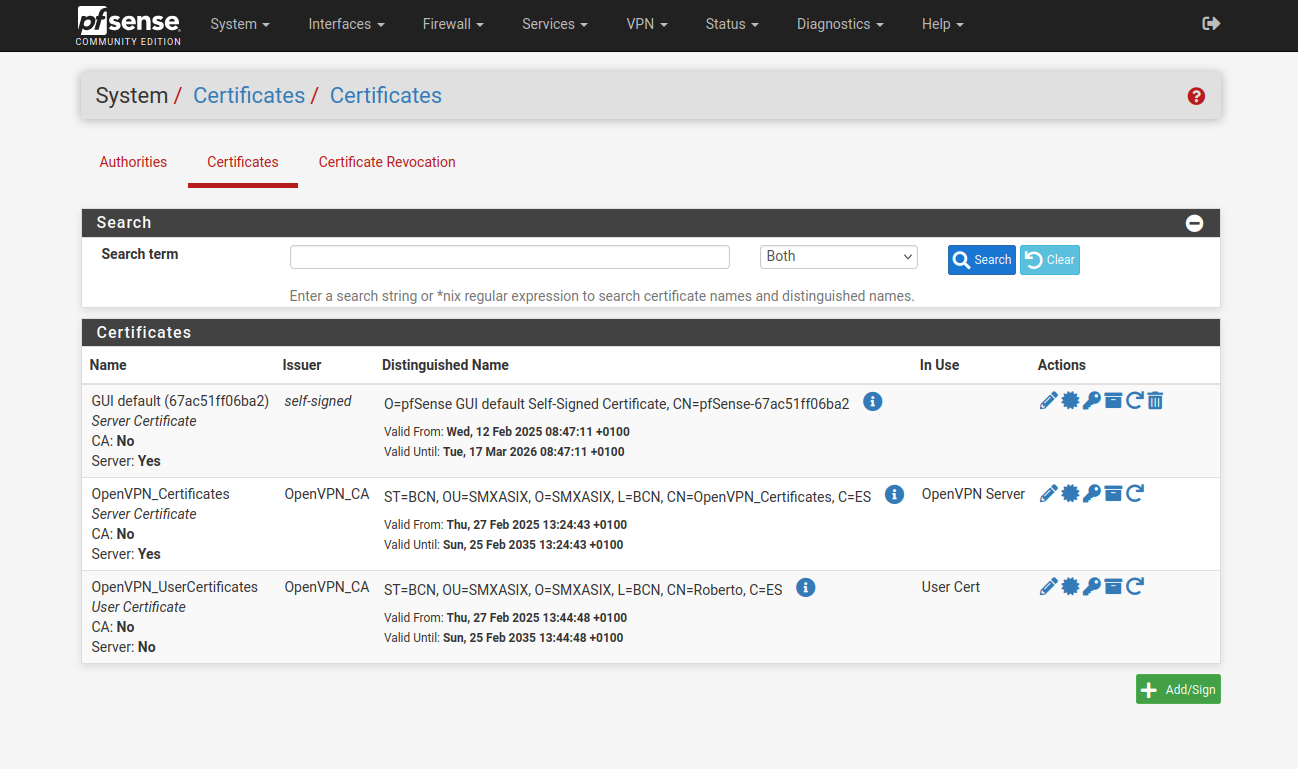 pfsense
COMMUNITY EDITION
System Interfaces Firewall Services VPN Status Diagnostics Help
System / Certificates / Certificates
Authorities Certificates Certificate Revocation
Search
Search term Both Search Clear
Enter a search string or *nix regular expression to search certificate names and distinguished names.
Certificates
Name Issuer Distinguished Name In Use Actions
GUI default (67ac51ff06ba2) self-signed O=pfSense GUI default Self-Signed Certificate, CN=pfSense-67ac51ff06ba2
Server Certificate
CA: No
Server: Yes
Valid From: Wed, 12 Feb 2025 08:47:11 +0100
Valid Until: Tue, 17 Mar 2026 08:47:11 +0100
OpenVPN_Certificates OpenVPN_CA ST=BCN, OU=SMXASIX, O=SMXASIX, L=BCN, CN=OpenVPN_Certificates, C=ES OpenVPN Server
Server Certificate
CA: No
Server: Yes
Valid From: Thu, 27 Feb 2025 13:24:43 +0100
Valid Until: Sun, 25 Feb 2035 13:24:43 +0100
OpenVPN_UserCertificates OpenVPN_CA ST=BCN, OU=SMXASIX, O=SMXASIX, L=BCN, CN=Roberto, C=ES User Cert
User Certificate
CA: No
Server: No
Valid From: Thu, 27 Feb 2025 13:44:48 +0100
Valid Until: Sun, 25 Feb 2035 13:44:48 +0100
Add/Sign